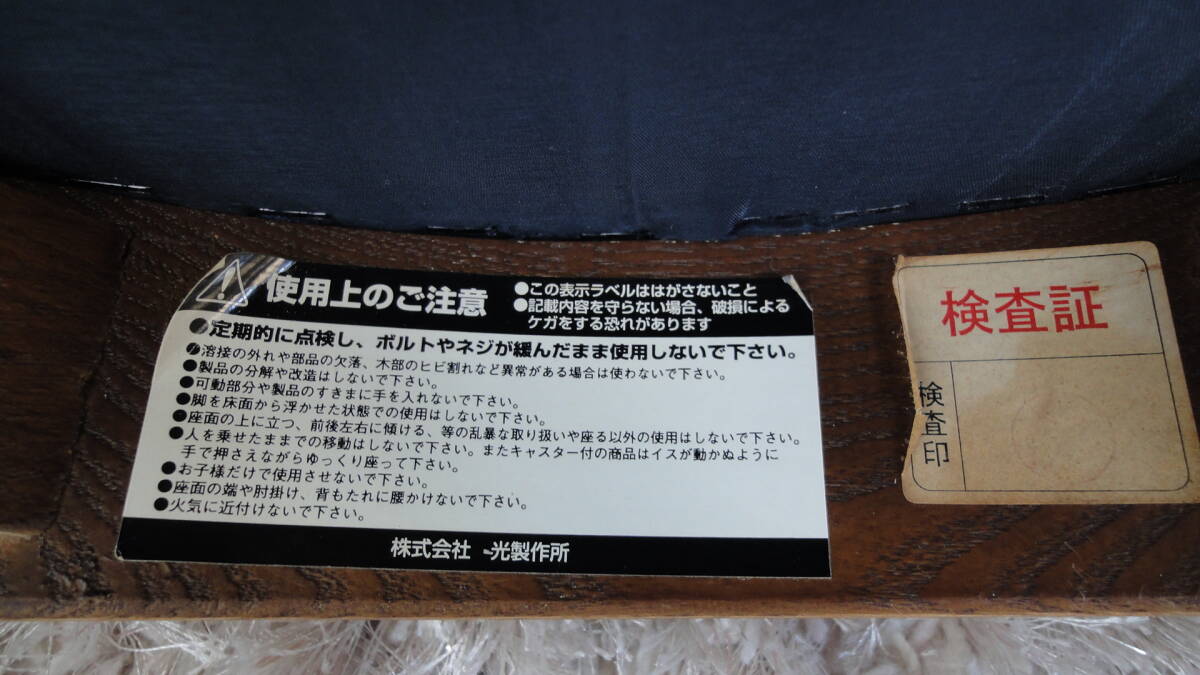 使用上のご注意
●この表示ラベルははがさないこと
●記載内容を守らない場合、破損による
ケガをする恐れがあります
●定期的に点検し、ボルトやネジが緩んだまま使用しないで下さい。
●溶接の外れや部品の欠落、木部のヒビ割れなど異常がある場合は使わないで下さい。
●製品の分解や改造はしないで下さい。
●可動部分や製品のすきまに手を入れないで下さい。
●脚を床面から浮かせた状態での使用はしないで下さい。
●座面の上に立つ、前後左右に傾ける、等の乱暴な取り扱いや座る以外の使用はしないで下さい。
●人を乗せたままでの移動はしないで下さい。またキャスター付の商品はイスが動かぬように
手で押さえながらゆっくり座って下さい。
●お子様だけで使用させないで下さい。
●座面の端や肘掛け、背もたれに腰かけないで下さい。
●火気に近付けないで下さい。
株式会社 一光製作所
検査証
検査印